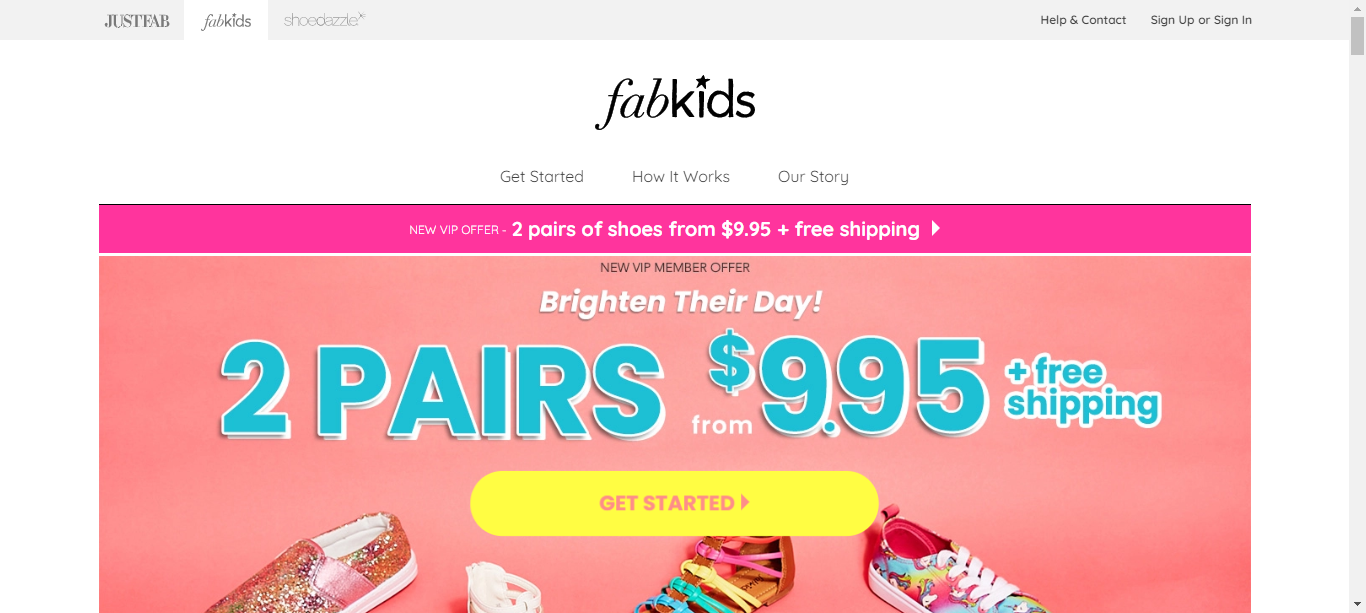 JUSTFAB
fabkids
shoedazzle
Help & Contact
Sign Up or Sign In
fabkids
Get Started
How It Works
Our Story
NEW VIP OFFER - 2 pairs of shoes from $9.95 + free shipping
NEW VIP MEMBER OFFER
Brighten Their Day!
2 PAIRS from $9.95 + free shipping
GET STARTED